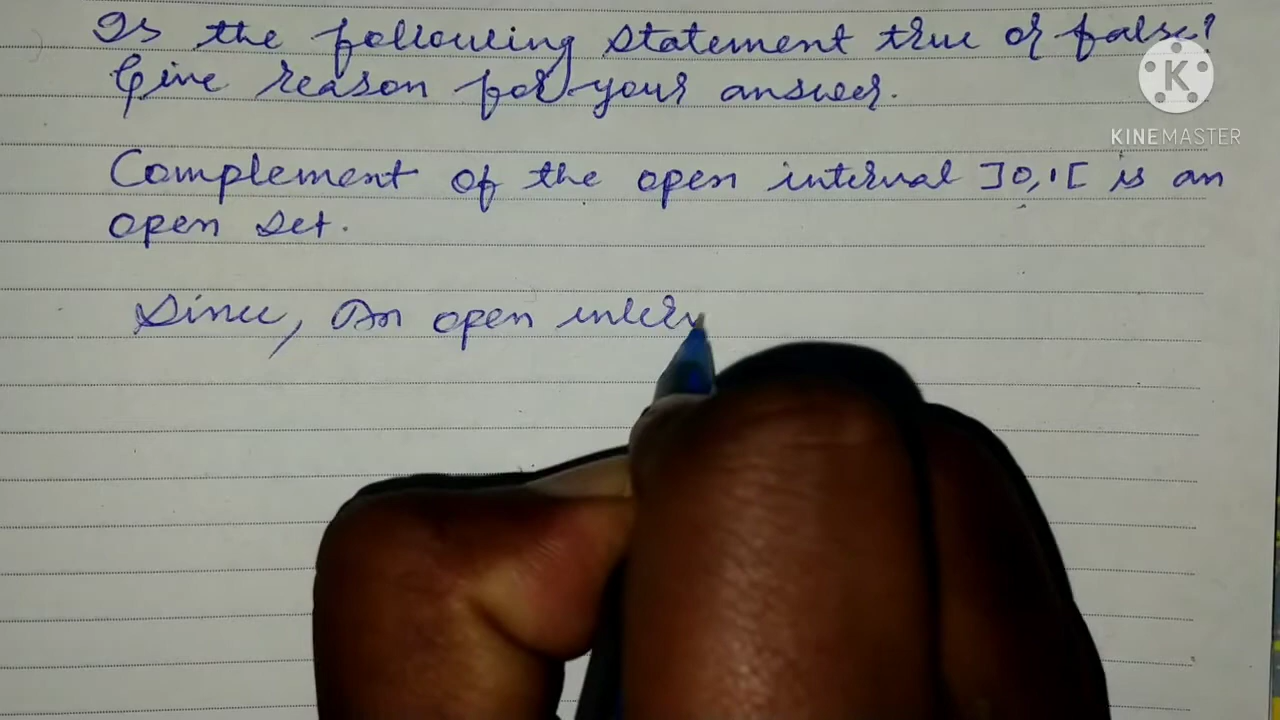 Is the following statement true or false?
Give reason for your answer.
KINEMASTER
Complement of the open interval ]0,1[ is an
open set.
Since, An open interv